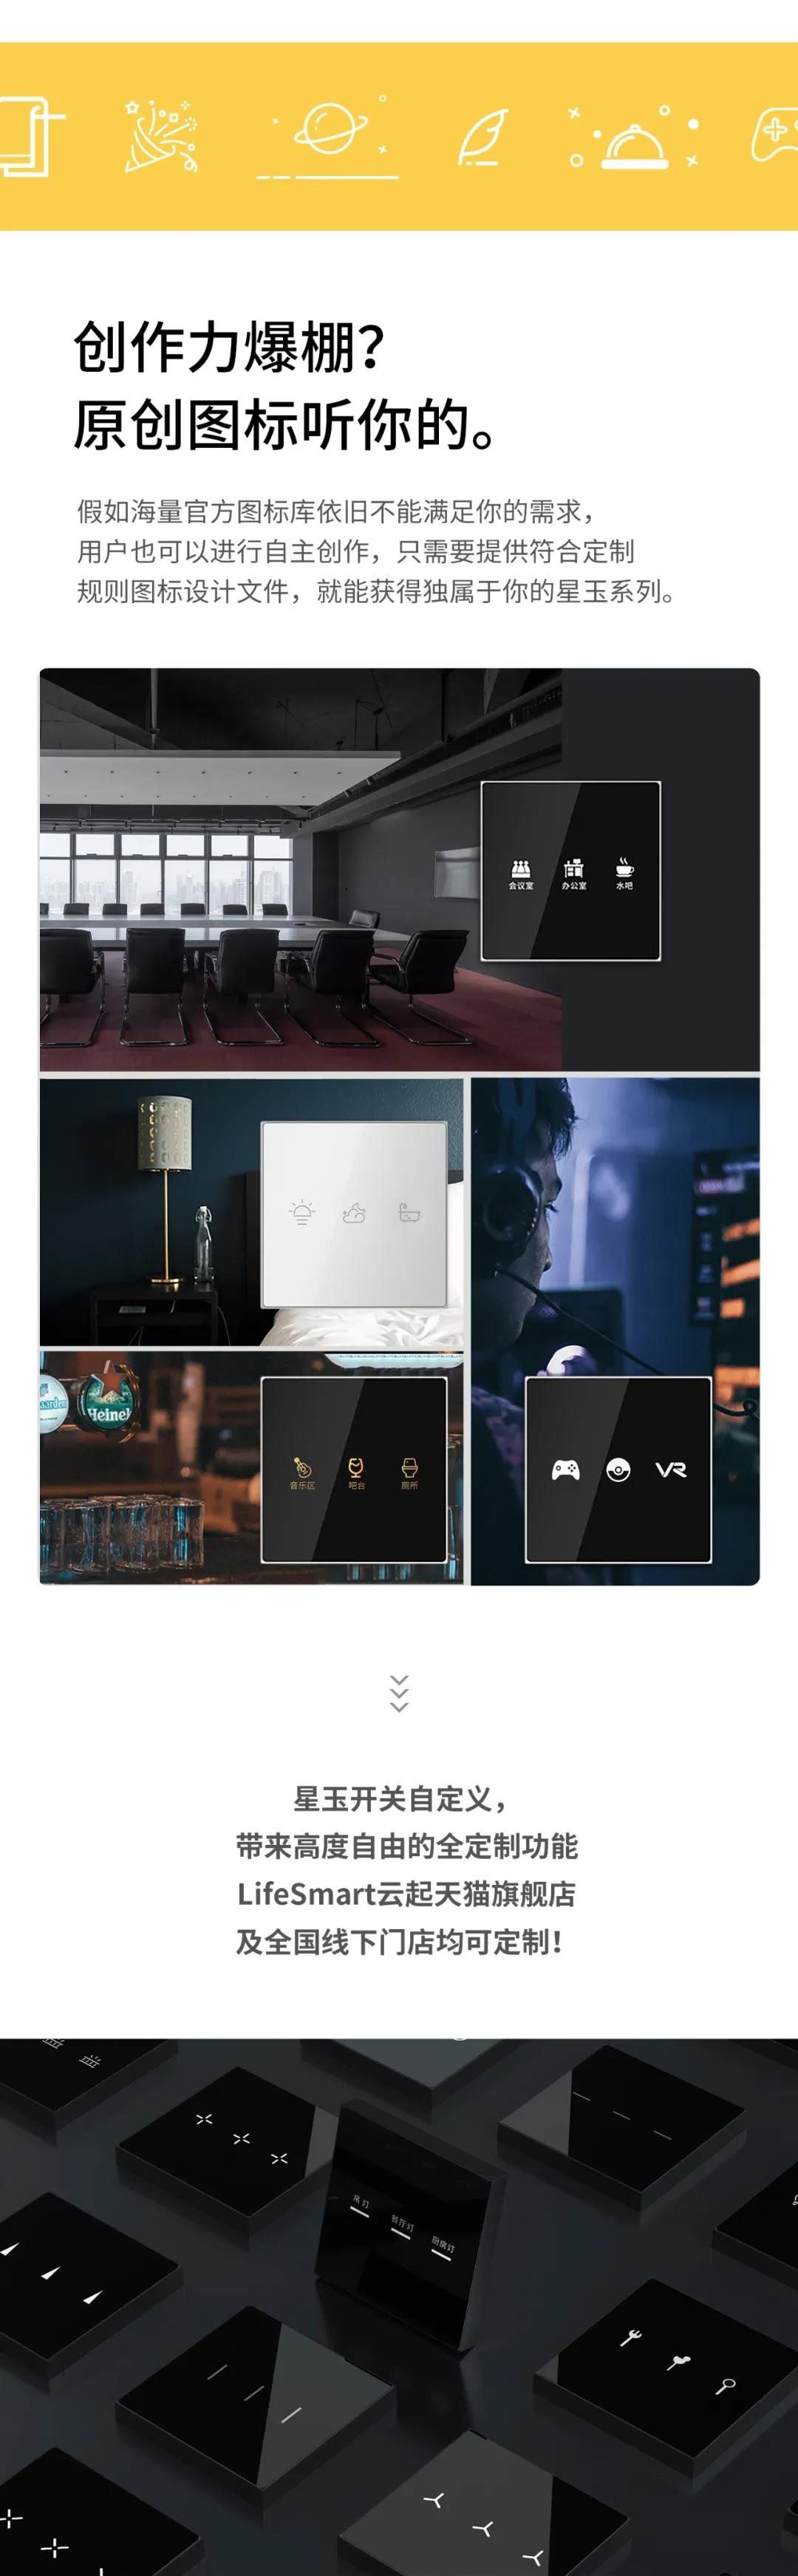 创作力爆棚？
原创图标听你的。
假如海量官方图标库依旧不能满足你的需求，
用户也可以进行自主创作，只需要提供符合定制
规则图标设计文件，就能获得独属于你的星玉系列。
会议室 办公室 水吧
Heinek
音乐区 吧台 厕所
VR
星玉开关自定义，
带来高度自由的全定制功能
LifeSmart云起天猫旗舰店
及全国线下门店均可定制！
吊灯 餐厅灯 厨房灯